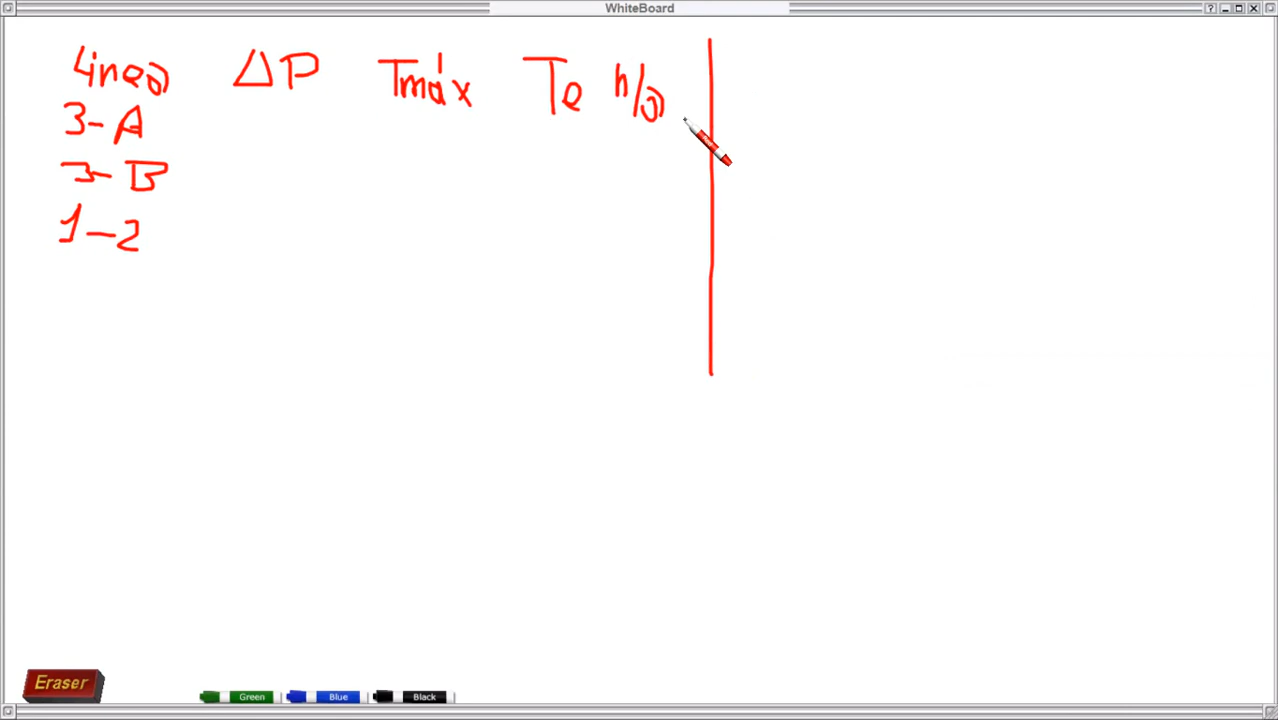 WhiteBoard
Linea ΔP Tmáx Te h/a
3-A
3-B
1-2
Eraser
Green Blue Black